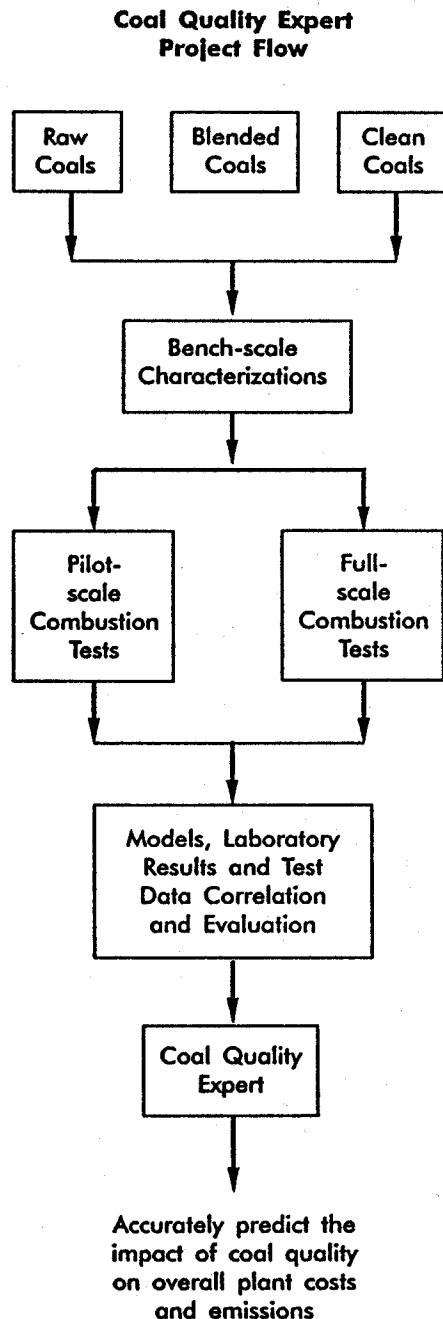 Coal Quality Expert
Project Flow
Raw
Coals
Blended
Coals
Clean
Coals
Bench-scale
Characterizations
Pilot-
scale
Combustion
Tests
Full-
scale
Combustion
Tests
Models, Laboratory
Results and Test
Data Correlation
and Evaluation
Coal Quality
Expert
Accurately predict the
impact of coal quality
on overall plant costs
and emissions